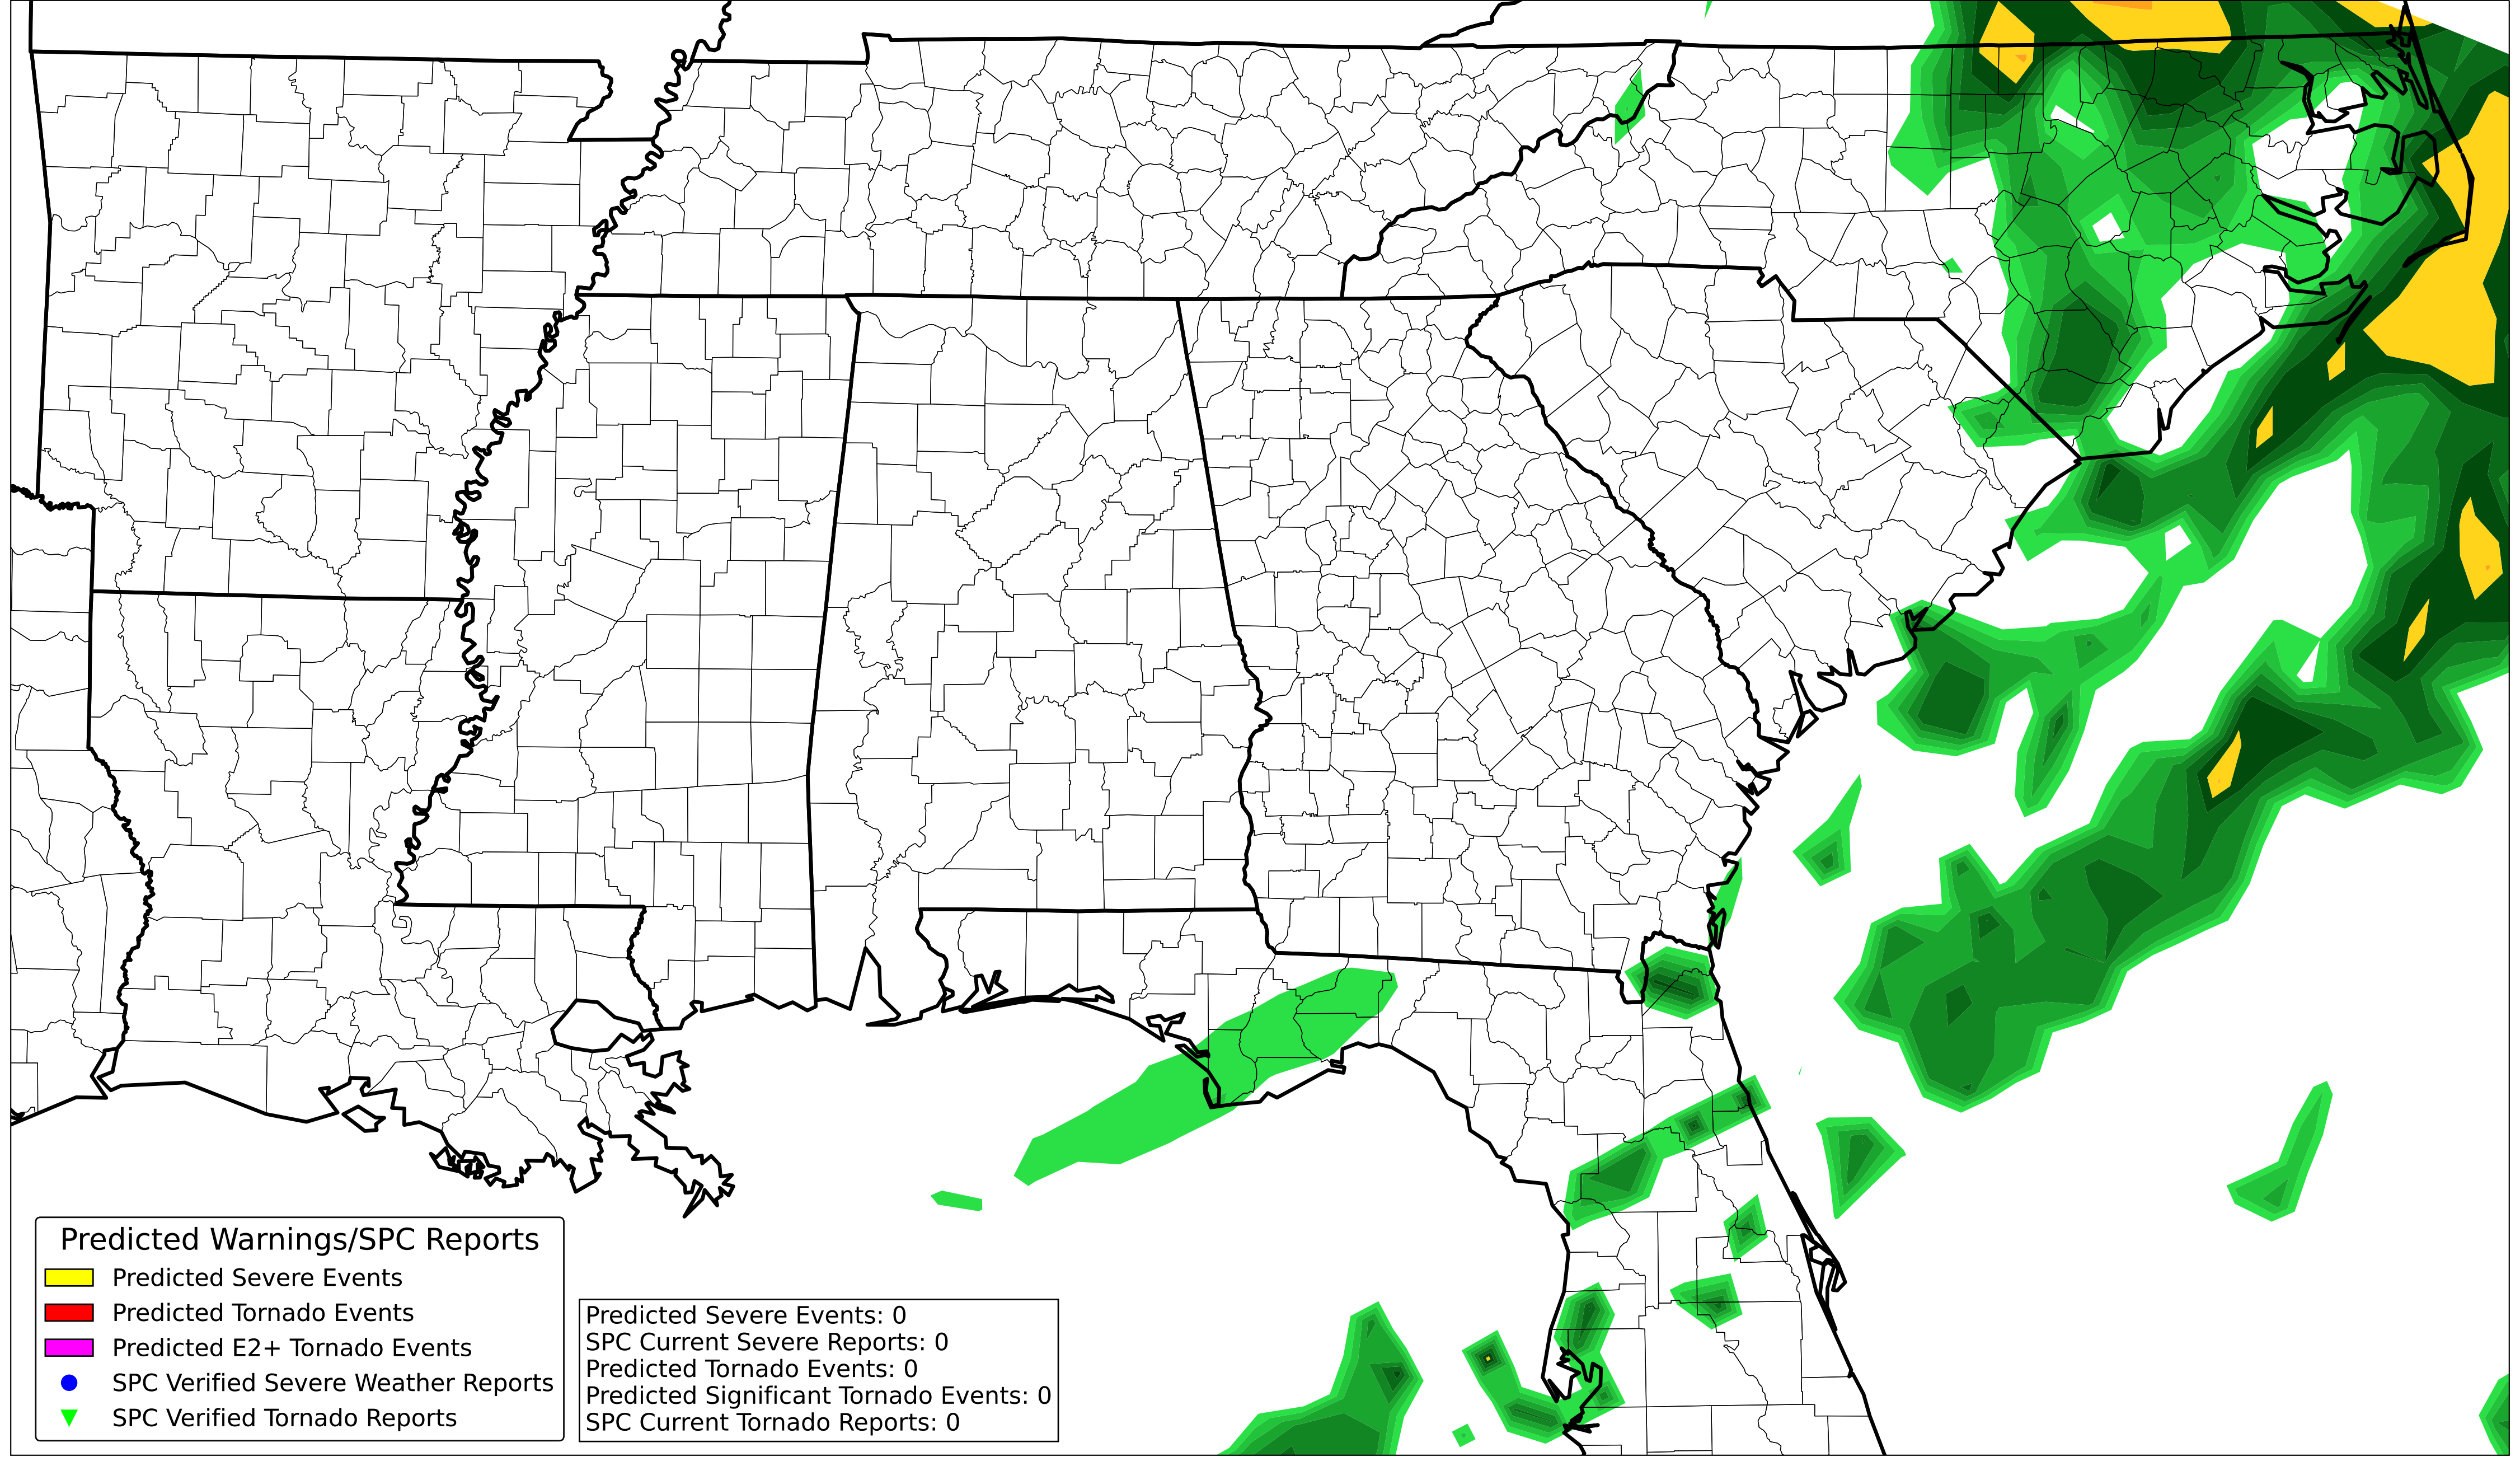 Predicted Warnings/SPC Reports
Predicted Severe Events
Predicted Tornado Events
Predicted E2+ Tornado Events
SPC Verified Severe Weather Reports
SPC Verified Tornado Reports
Predicted Severe Events: 0
SPC Current Severe Reports: 0
Predicted Tornado Events: 0
Predicted Significant Tornado Events: 0
SPC Current Tornado Reports: 0